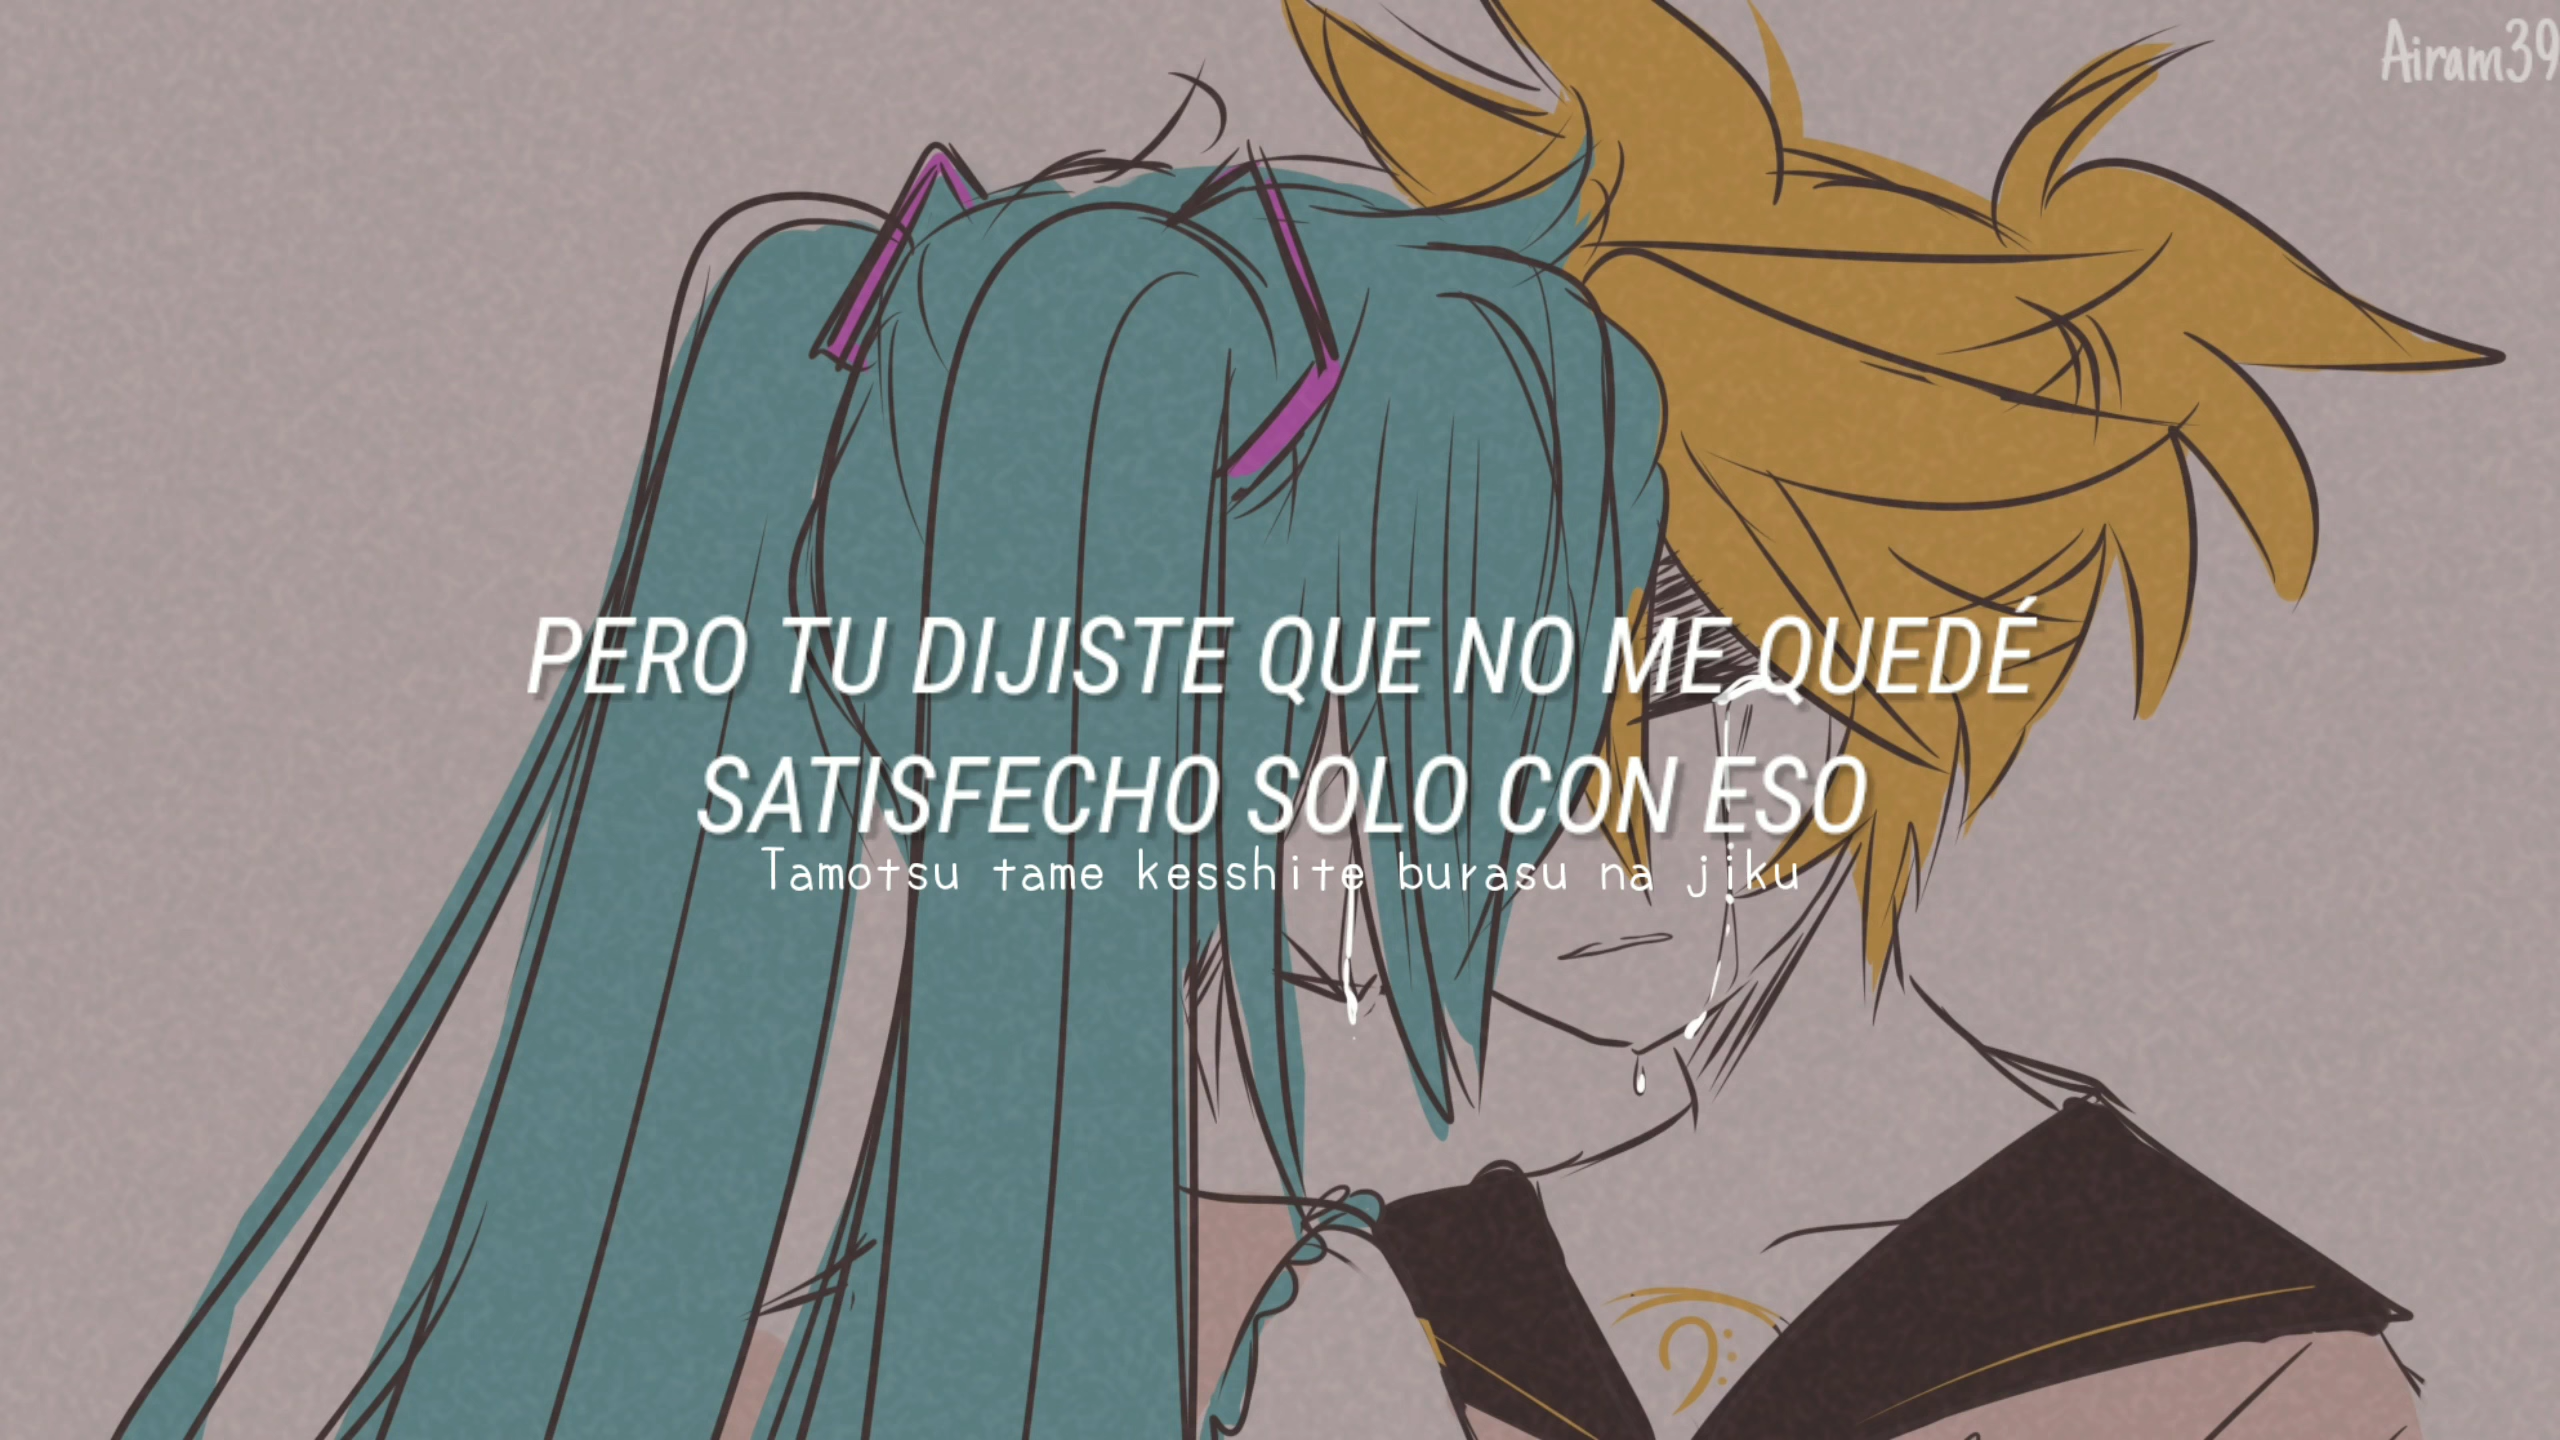 Airam39
PERO TU DIJISTE QUE NO ME QUEDÉ
SATISFECHO SOLO CON ESO
Tamotsu tame kesshite burasu na jiku